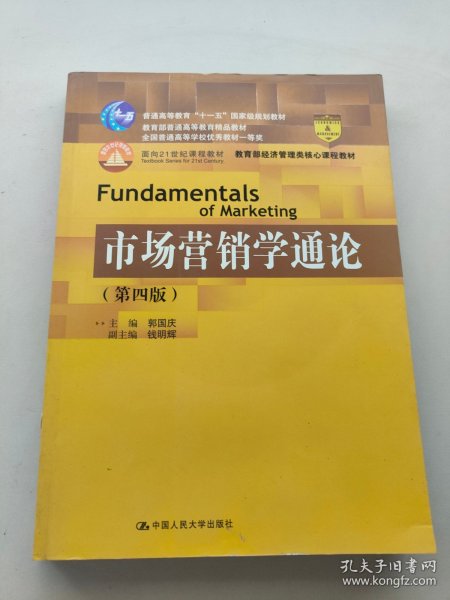 普通高等教育“十一五”国家级规划教材
教育部普通高等教育精品教材
全国普通高等学校优秀教材一等奖
面向21世纪课程教材
Textbook Series for 21st Century
教育部经济管理类核心课程教材
Fundamentals
of Marketing
市场营销学通论
（第四版）
主 编 郭国庆
副主编 钱明辉
中国人民大学出版社
孔夫子旧书网
www.kongfz.com